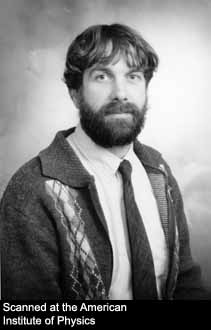 Scanned at the American
Institute of Physics